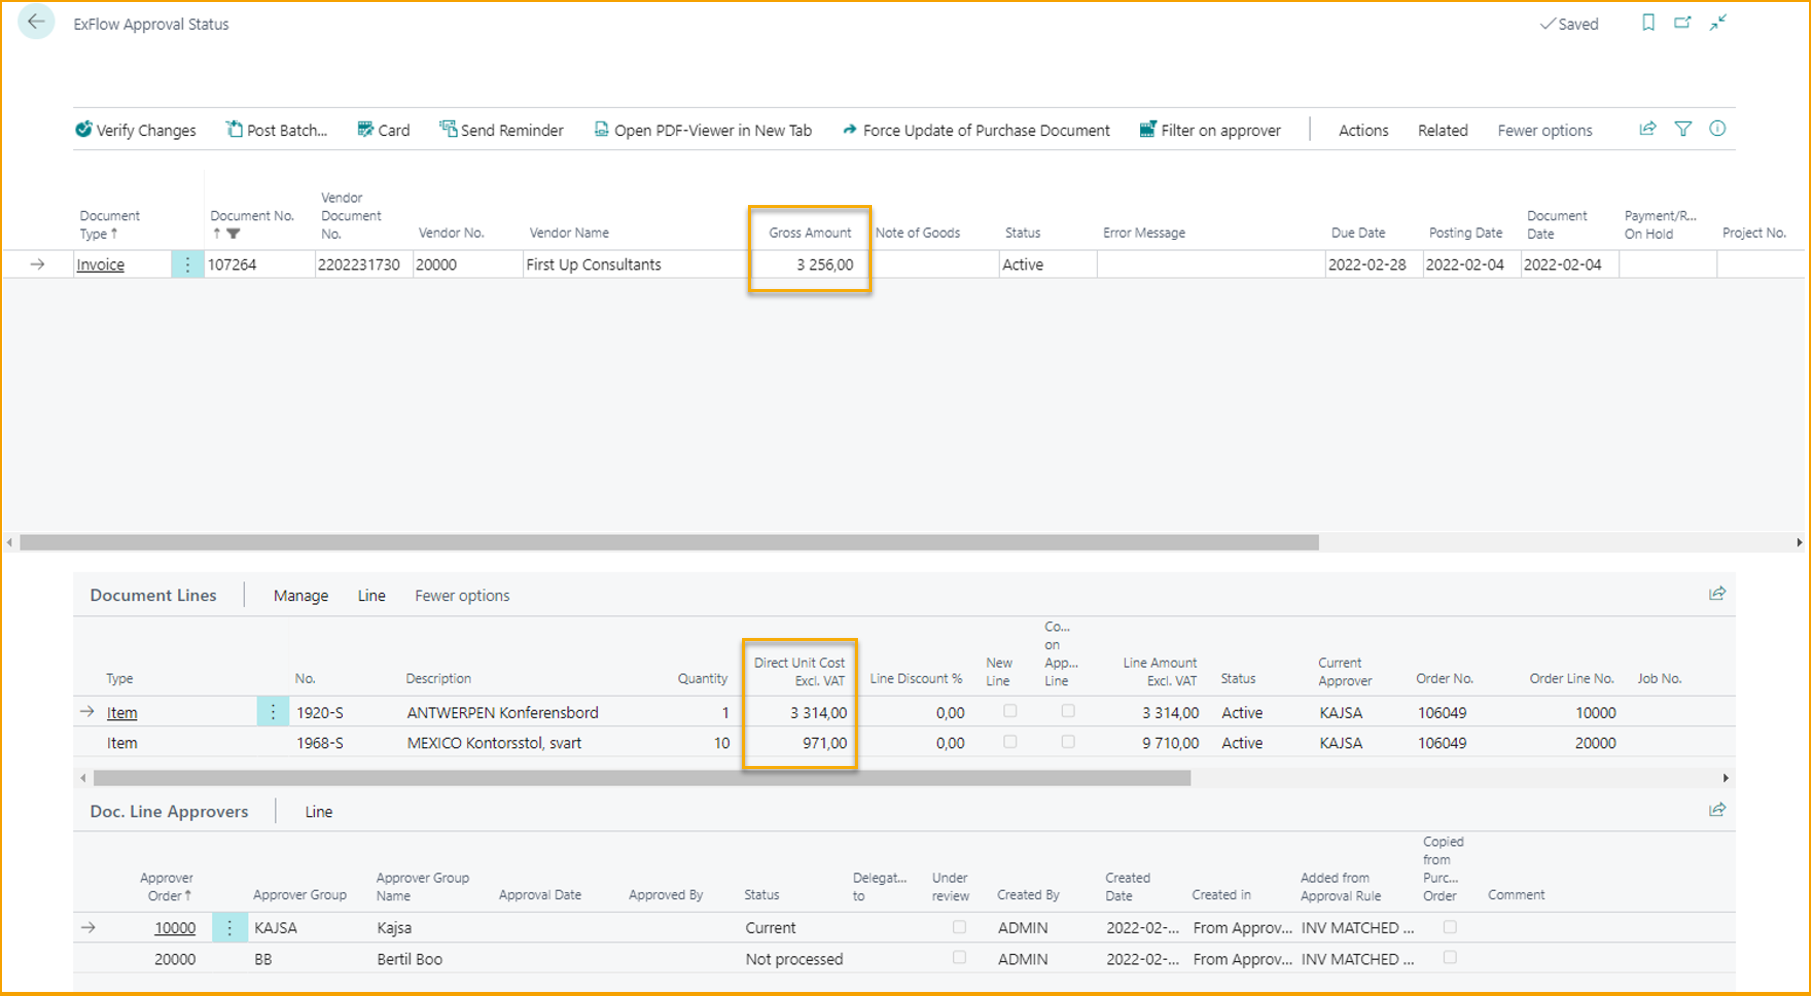 ExFlow Approval Status
Saved
Verify Changes Post Batch... Card Send Reminder Open PDF-Viewer in New Tab Force Update of Purchase Document Filter on approver Actions Related Fewer options
Document Type ↑ Document No. ↑ Vendor Document No. Vendor No. Vendor Name Gross Amount Note of Goods Status Error Message Due Date Posting Date Document Date Payment/R... On Hold Project No.
Invoice 107264 2202231730 20000 First Up Consultants 3 256,00 Active 2022-02-28 2022-02-04 2022-02-04
Document Lines Manage Line Fewer options
Type No. Description Quantity Direct Unit Cost Excl. VAT Line Discount % New Line Co... on App... Line Line Amount Excl. VAT Status Current Approver Order No. Order Line No. Job No.
Item 1920-S ANTWERPEN Konferensbord 1 3 314,00 0,00 3 314,00 Active KAJSA 106049 10000
Item 1968-S MEXICO Kontorsstol, svart 10 971,00 0,00 9 710,00 Active KAJSA 106049 20000
Doc. Line Approvers Line
Approver Order ↑ Approver Group Approver Group Name Approval Date Approved By Status Delegat... to Under review Created By Created Date Created in Added from Approval Rule Copied from Purc... Order Comment
10000 KAJSA Kajsa Current ADMIN 2022-02-... From Approv... INV MATCHED ...
20000 BB Bertil Boo Not processed ADMIN 2022-02-... From Approv... INV MATCHED ...